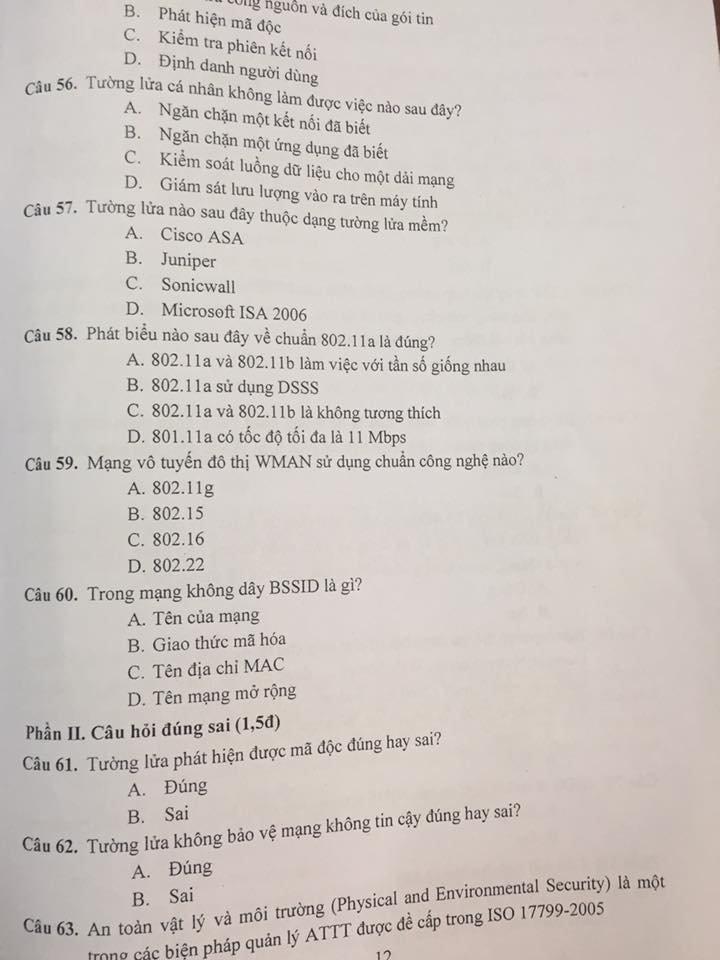 cổng nguồn và đích của gói tin
B. Phát hiện mã độc
C. Kiểm tra phiên kết nối
D. Định danh người dùng
Câu 56. Tường lửa cá nhân không làm được việc nào sau đây?
A. Ngăn chặn một kết nối đã biết
B. Ngăn chặn một ứng dụng đã biết
C. Kiểm soát luồng dữ liệu cho một dải mạng
D. Giám sát lưu lượng vào ra trên máy tính
Câu 57. Tường lửa nào sau đây thuộc dạng tường lửa mềm?
A. Cisco ASA
B. Juniper
C. Sonicwall
D. Microsoft ISA 2006
Câu 58. Phát biểu nào sau đây về chuẩn 802.11a là đúng?
A. 802.11a và 802.11b làm việc với tần số giống nhau
B. 802.11a sử dụng DSSS
C. 802.11a và 802.11b là không tương thích
D. 801.11a có tốc độ tối đa là 11 Mbps
Câu 59. Mạng vô tuyến đô thị WMAN sử dụng chuẩn công nghệ nào?
A. 802.11g
B. 802.15
C. 802.16
D. 802.22
Câu 60. Trong mạng không dây BSSID là gì?
A. Tên của mạng
B. Giao thức mã hóa
C. Tên địa chỉ MAC
D. Tên mạng mở rộng
Phần II. Câu hỏi đúng sai (1,5đ)
Câu 61. Tường lửa phát hiện được mã độc đúng hay sai?
A. Đúng
B. Sai
Câu 62. Tường lửa không bảo vệ mạng không tin cậy đúng hay sai?
A. Đúng
B. Sai
Câu 63. An toàn vật lý và môi trường (Physical and Environmental Security) là một
trong các biện pháp quản lý ATTT được đề cấp trong ISO 17799-2005
12